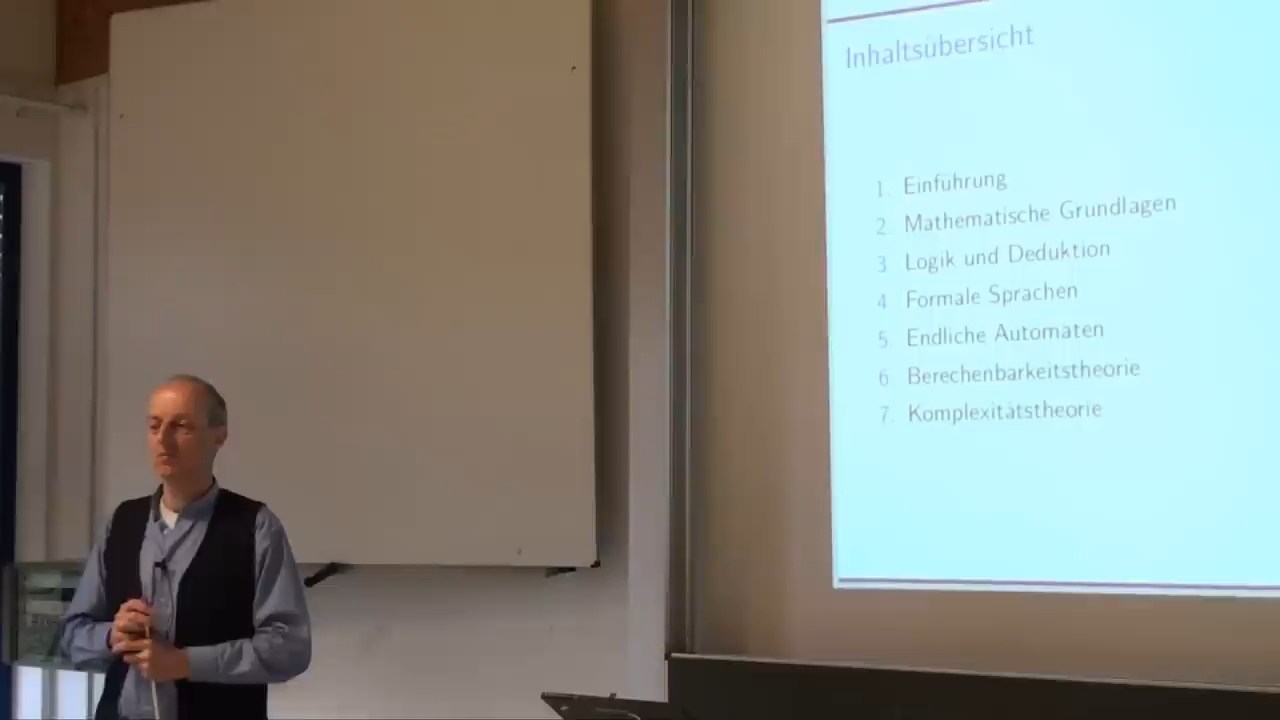 Inhaltsübersicht
1. Einführung
2. Mathematische Grundlagen
3. Logik und Deduktion
4. Formale Sprachen
5. Endliche Automaten
6. Berechenbarkeitstheorie
7. Komplexitätstheorie